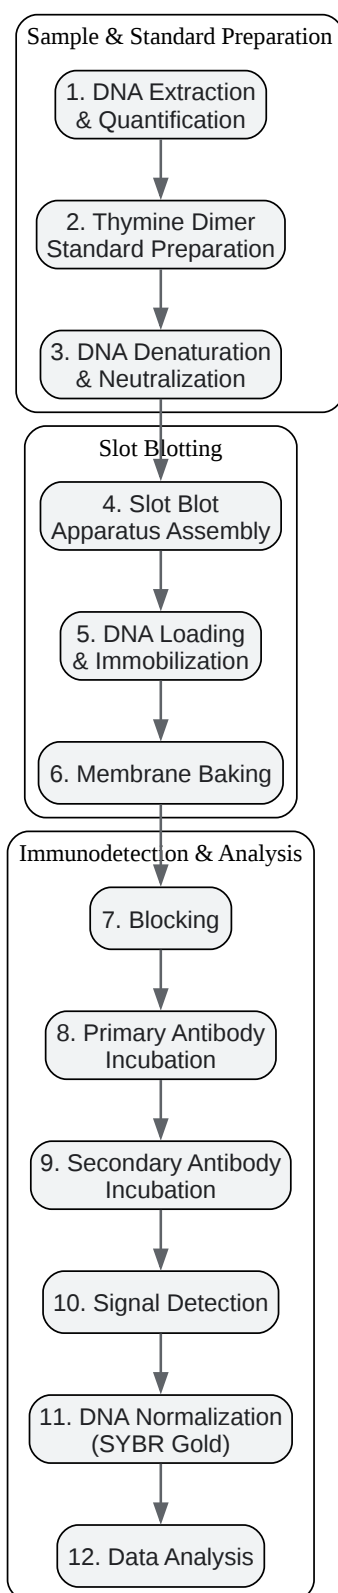 Sample & Standard Preparation
1. DNA Extraction
& Quantification
2. Thymine Dimer
Standard Preparation
3. DNA Denaturation
& Neutralization
Slot Blotting
4. Slot Blot
Apparatus Assembly
5. DNA Loading
& Immobilization
6. Membrane Baking
Immunodetection & Analysis
7. Blocking
8. Primary Antibody
Incubation
9. Secondary Antibody
Incubation
10. Signal Detection
11. DNA Normalization
(SYBR Gold)
12. Data Analysis